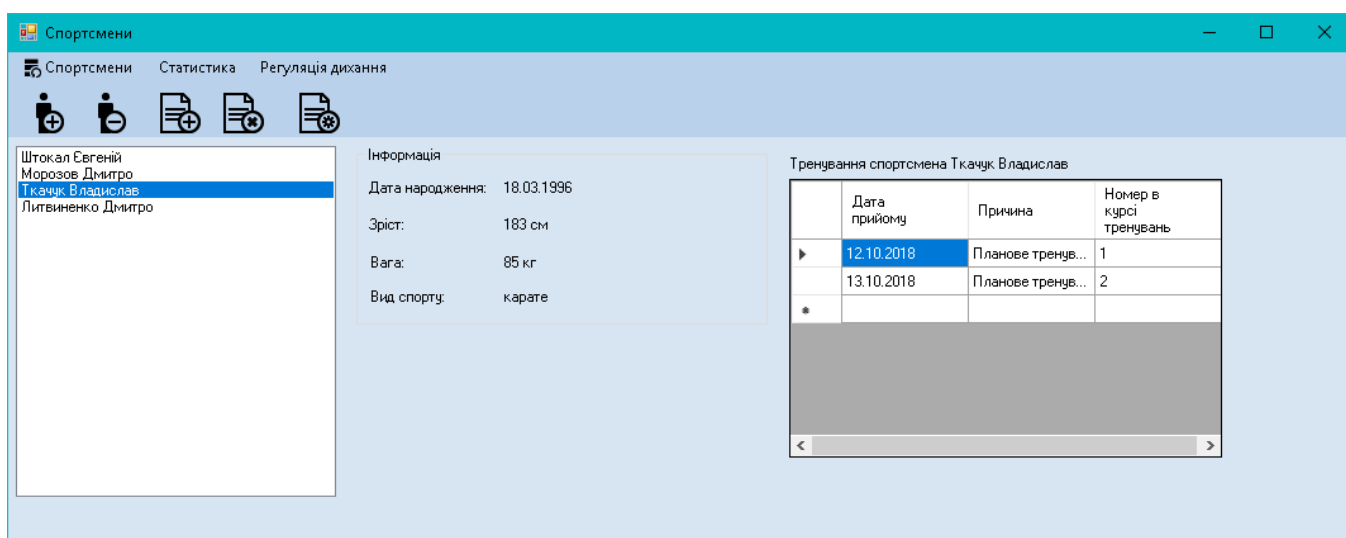 Спортсмени
Спортсмени Статистика Регуляція дихання
Штокал Євгеній
Морозов Дмитро
Ткачук Владислав
Литвиненко Дмитро
Інформація
Дата народження: 18.03.1996
Зріст: 183 см
Вага: 85 кг
Вид спорту: карате
Тренування спортсмена Ткачук Владислав
Дата прийому Причина Номер в курсі тренувань
12.10.2018 Планове тренув... 1
13.10.2018 Планове тренув... 2